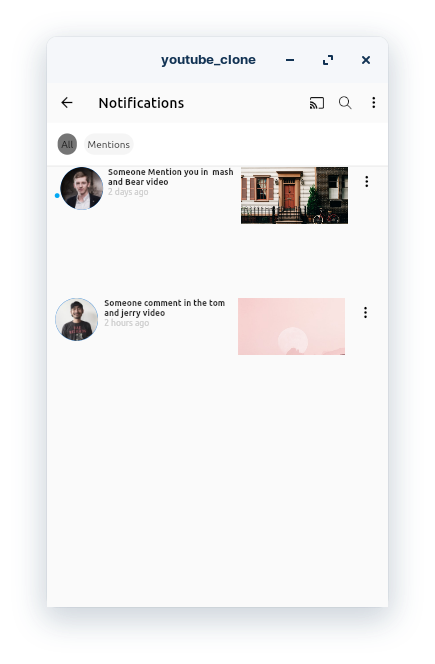 youtube_clone
Notifications
All
Mentions
Someone Mention you in mash
and Bear video
2 days ago
Someone comment in the tom
and jerry video
2 hours ago